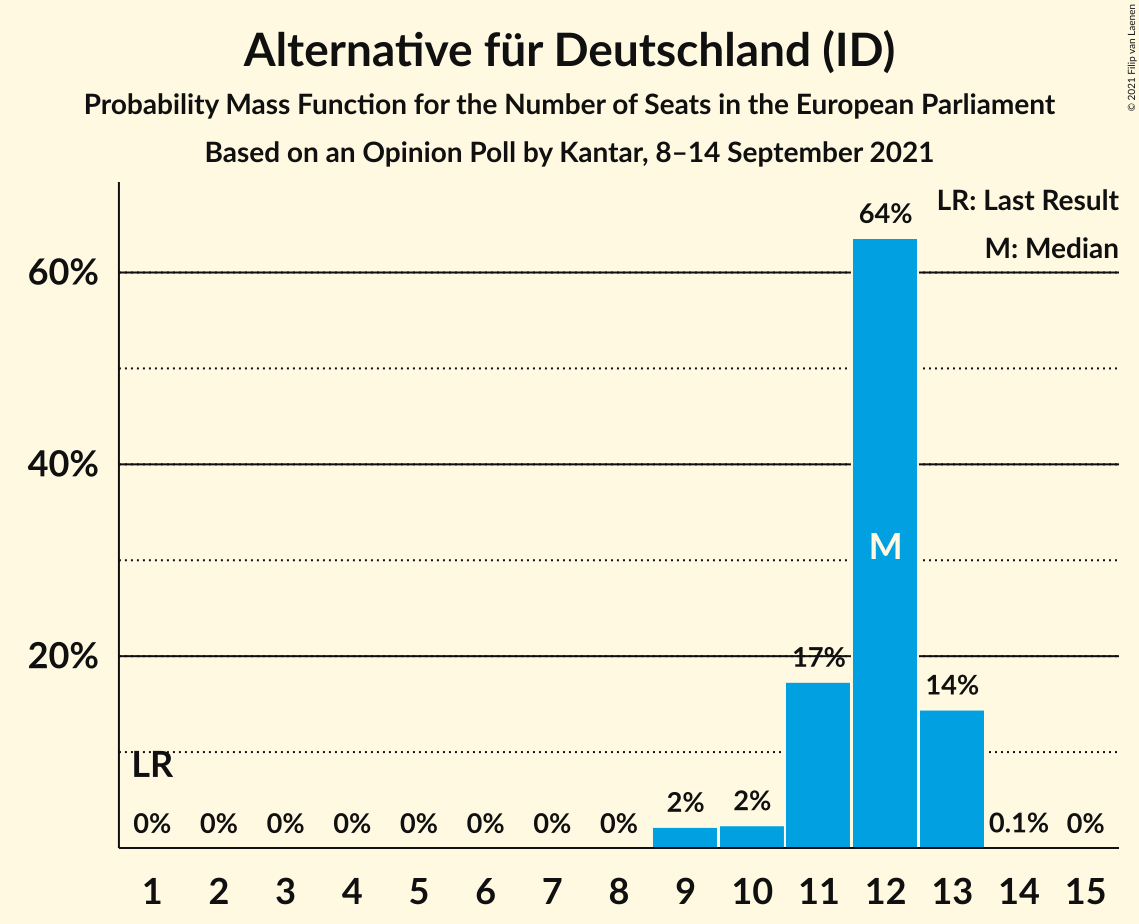 Alternative für Deutschland (ID)
Probability Mass Function for the Number of Seats in the European Parliament
Based on an Opinion Poll by Kantar, 8–14 September 2021
© 2021 Filip van Laenen
LR: Last Result
M: Median
64%
60%
40%
M
20%
17%
14%
LR
0% 0% 0% 0% 0% 0% 0% 0% 2% 2% 0.1% 0%
1 2 3 4 5 6 7 8 9 10 11 12 13 14 15